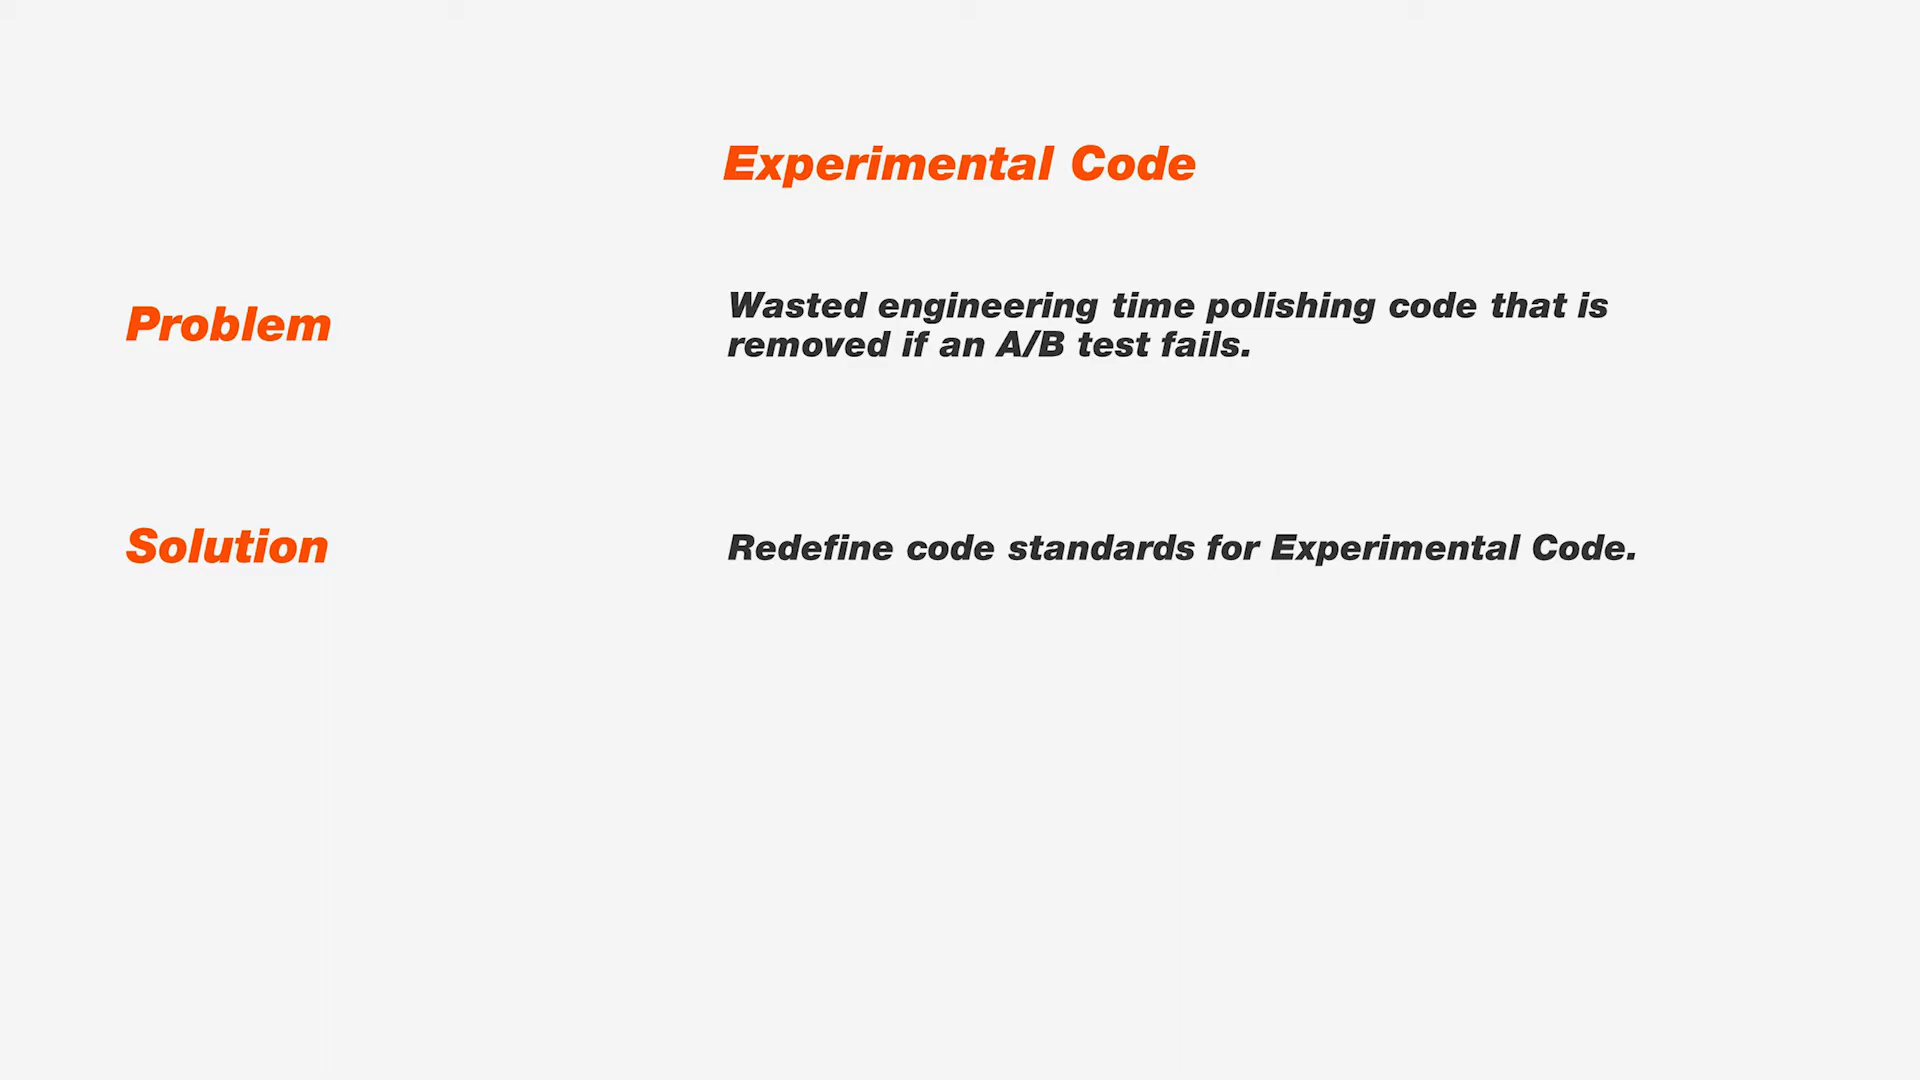 Experimental Code
Problem
Wasted engineering time polishing code that is
removed if an A/B test fails.
Solution
Redefine code standards for Experimental Code.